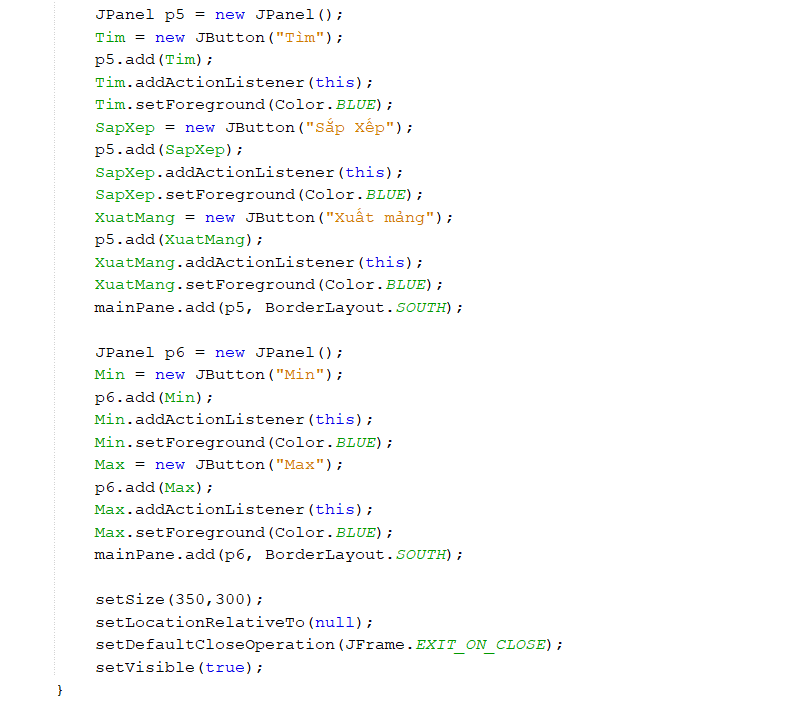 JPanel p5 = new JPanel();
Tim = new JButton("Tìm");
p5.add(Tim);
Tim.addActionListener(this);
Tim.setForeground(Color.BLUE);
SapXep = new JButton("Sắp Xếp");
p5.add(SapXep);
SapXep.addActionListener(this);
SapXep.setForeground(Color.BLUE);
XuatMang = new JButton("Xuất mảng");
p5.add(XuatMang);
XuatMang.addActionListener(this);
XuatMang.setForeground(Color.BLUE);
mainPane.add(p5, BorderLayout.SOUTH);
JPanel p6 = new JPanel();
Min = new JButton("Min");
p6.add(Min);
Min.addActionListener(this);
Min.setForeground(Color.BLUE);
Max = new JButton("Max");
p6.add(Max);
Max.addActionListener(this);
Max.setForeground(Color.BLUE);
mainPane.add(p6, BorderLayout.SOUTH);
setSize(350,300);
setLocationRelativeTo(null);
setDefaultCloseOperation(JFrame.EXIT_ON_CLOSE);
setVisible(true);
}